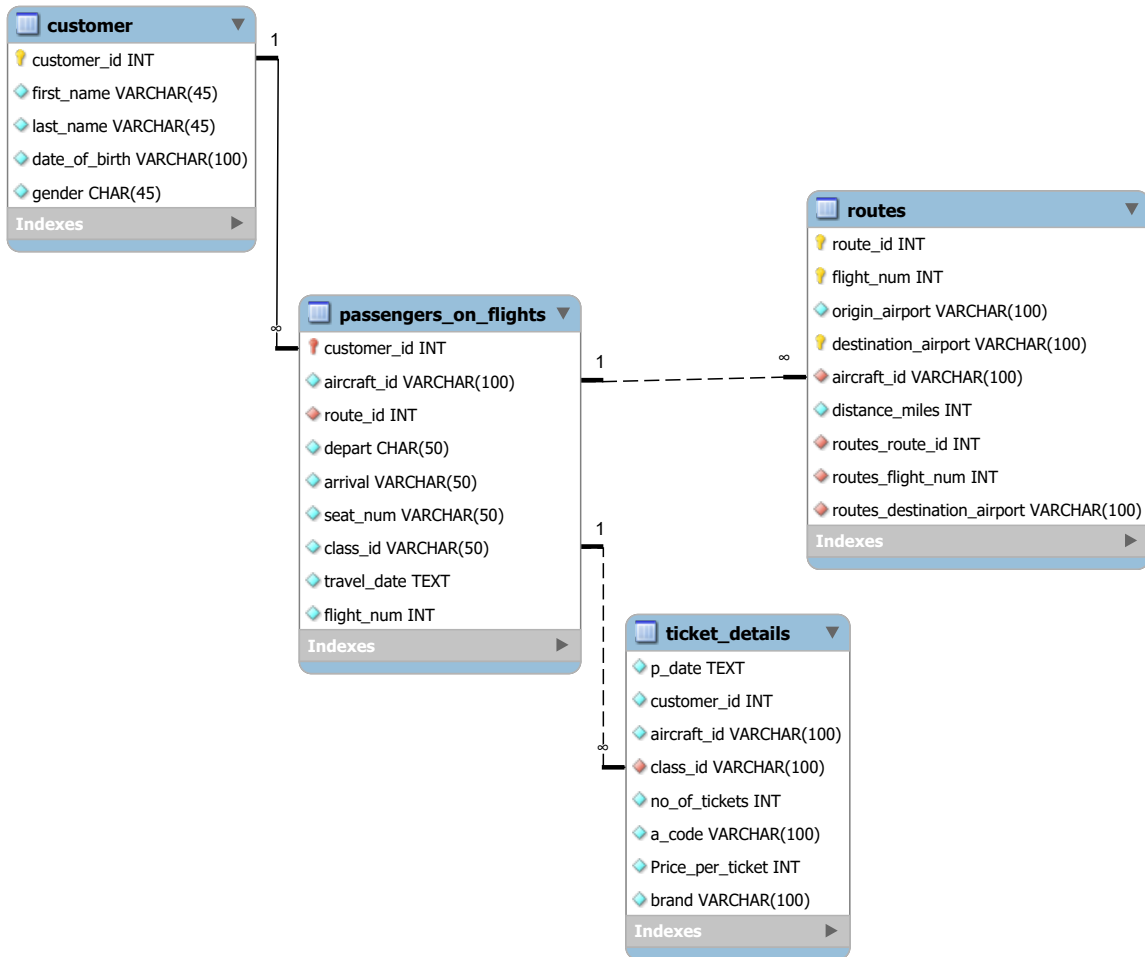 customer
customer_id INT
first_name VARCHAR(45)
last_name VARCHAR(45)
date_of_birth VARCHAR(100)
gender CHAR(45)
Indexes
1
∞
passengers_on_flights
customer_id INT
aircraft_id VARCHAR(100)
route_id INT
depart CHAR(50)
arrival VARCHAR(50)
seat_num VARCHAR(50)
class_id VARCHAR(50)
travel_date TEXT
flight_num INT
Indexes
1
∞
routes
route_id INT
flight_num INT
origin_airport VARCHAR(100)
destination_airport VARCHAR(100)
aircraft_id VARCHAR(100)
distance_miles INT
routes_route_id INT
routes_flight_num INT
routes_destination_airport VARCHAR(100)
Indexes
1
∞
ticket_details
p_date TEXT
customer_id INT
aircraft_id VARCHAR(100)
class_id VARCHAR(100)
no_of_tickets INT
a_code VARCHAR(100)
Price_per_ticket INT
brand VARCHAR(100)
Indexes